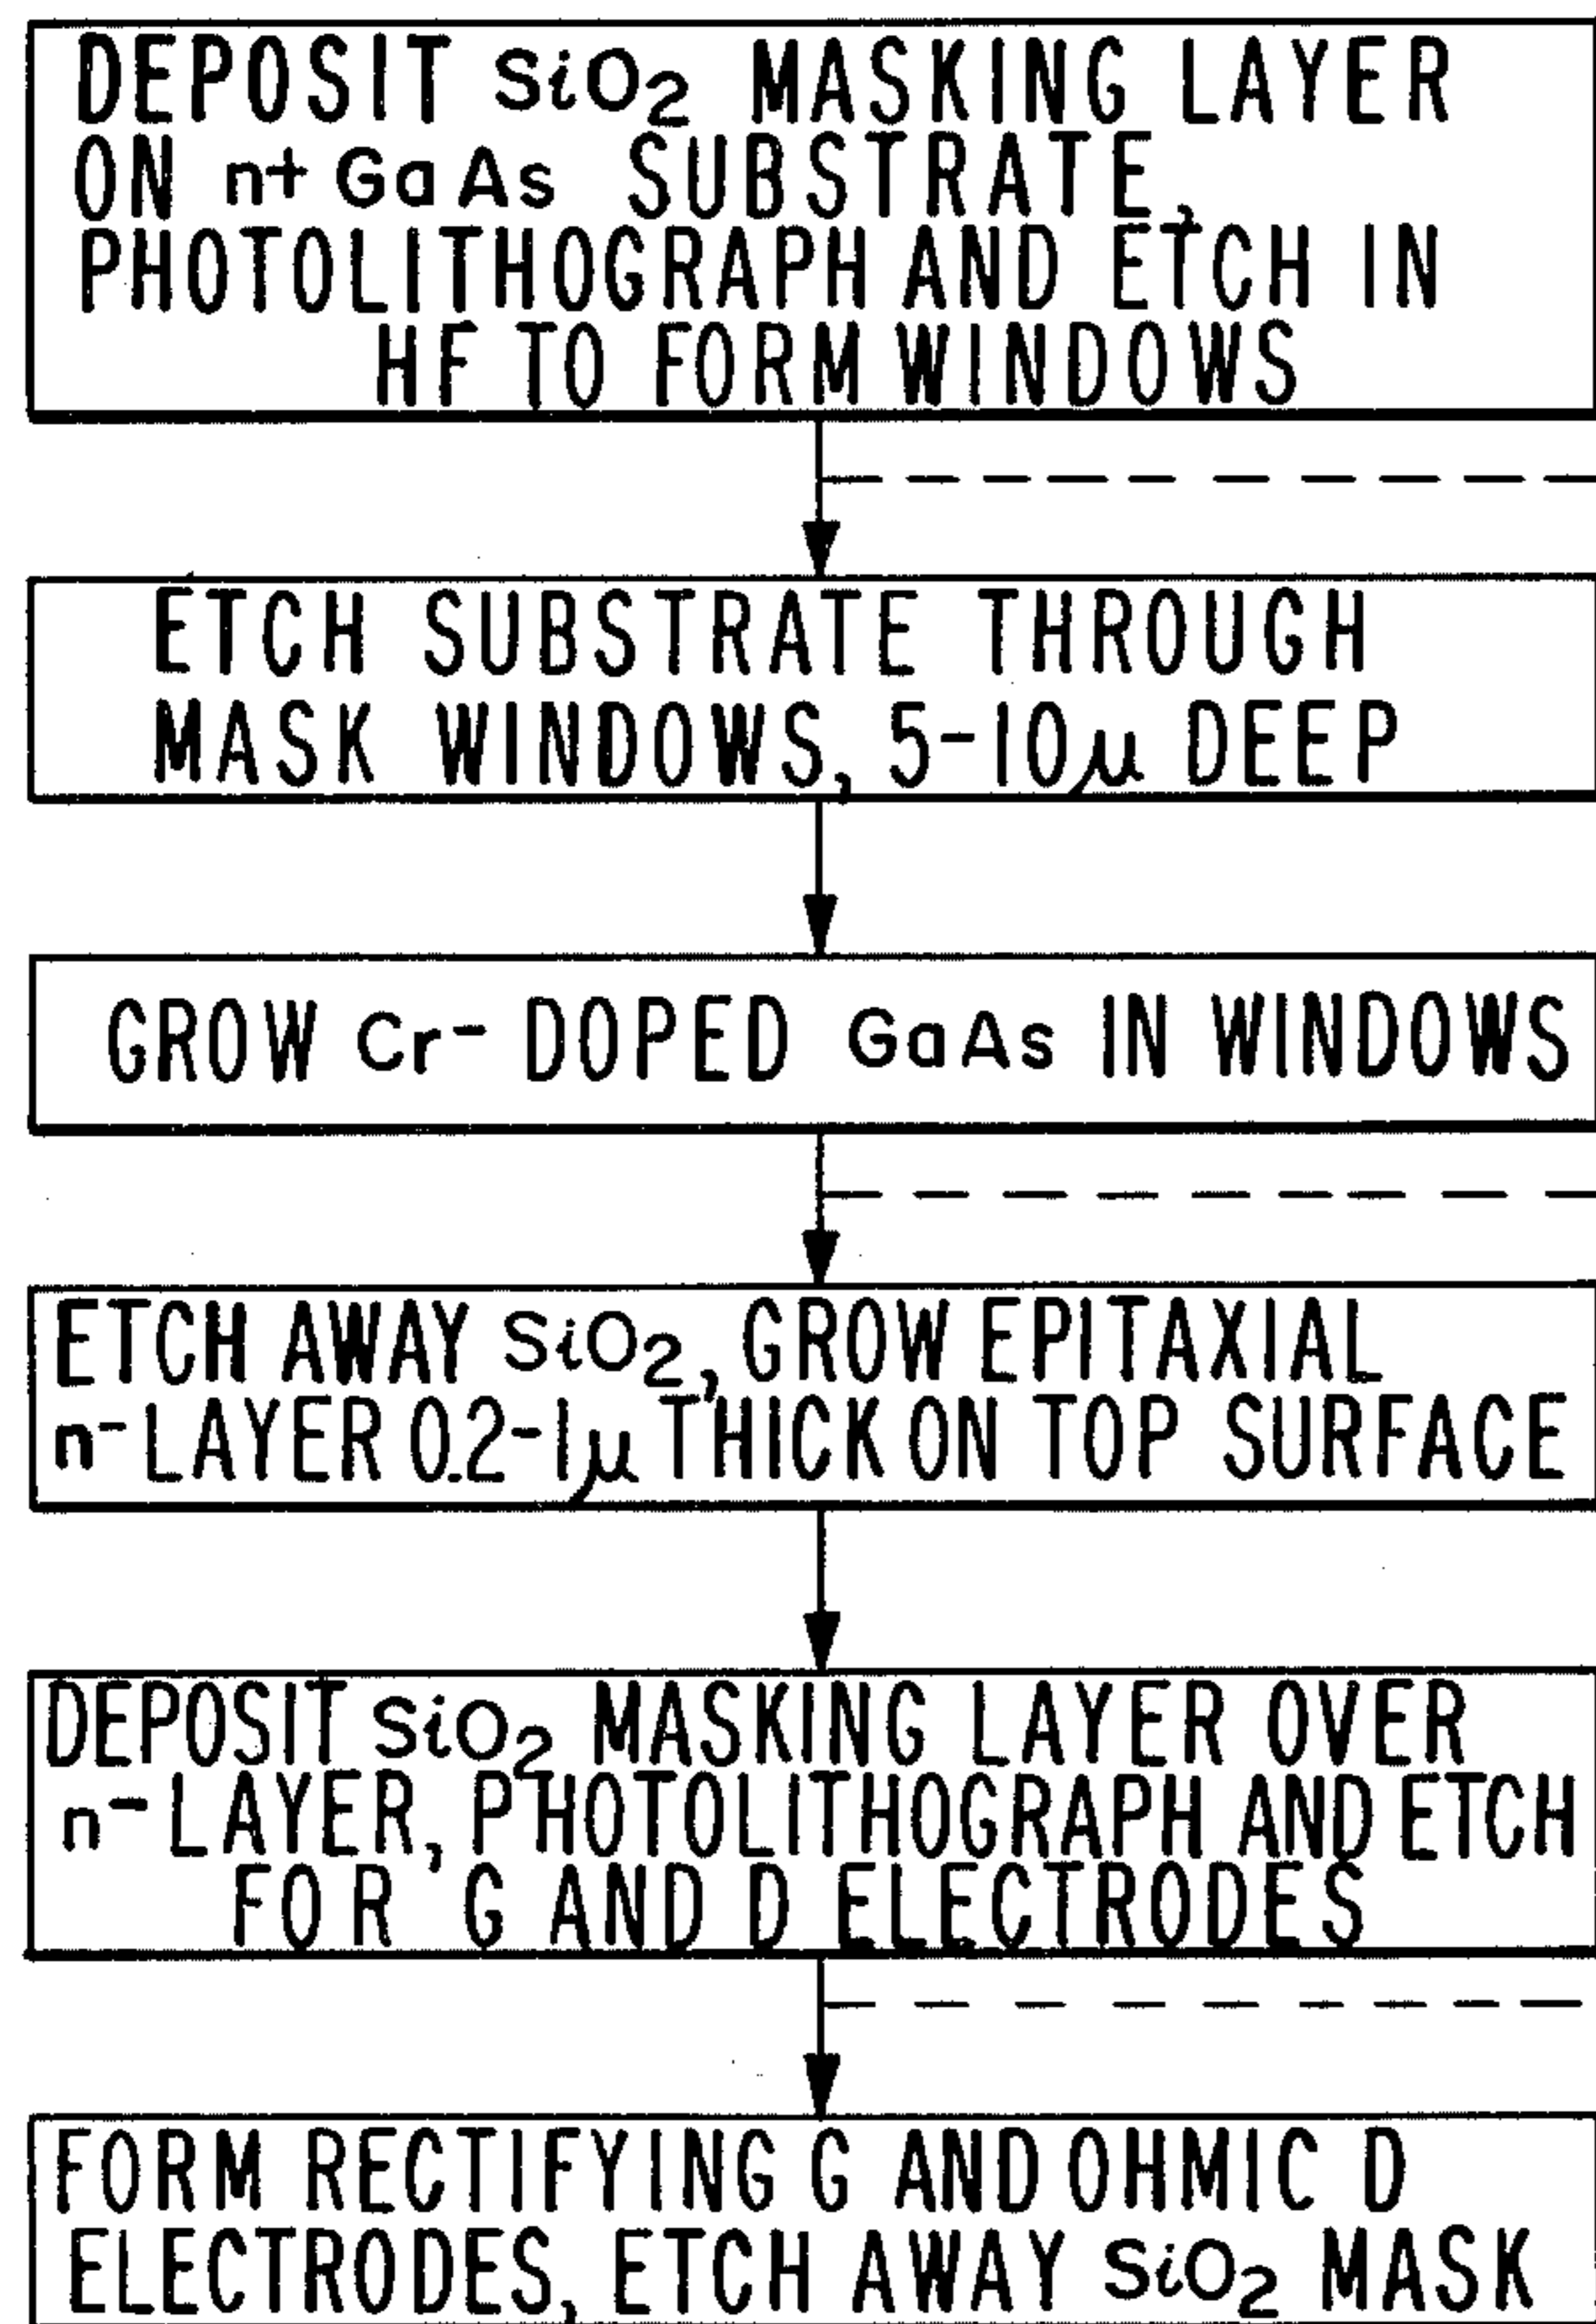 DEPOSIT SiO₂ MASKING LAYER
ON n+ GaAs SUBSTRATE,
PHOTOLITHOGRAPH AND ETCH IN
HF TO FORM WINDOWS
ETCH SUBSTRATE THROUGH
MASK WINDOWS, 5-10µ DEEP
GROW Cr- DOPED GaAs IN WINDOWS
ETCH AWAY SiO₂, GROW EPITAXIAL
n- LAYER 0.2-1µ THICK ON TOP SURFACE
DEPOSIT SiO₂ MASKING LAYER OVER
n- LAYER, PHOTOLITHOGRAPH AND ETCH
FOR G AND D ELECTRODES
FORM RECTIFYING G AND OHMIC D
ELECTRODES, ETCH AWAY SiO₂ MASK